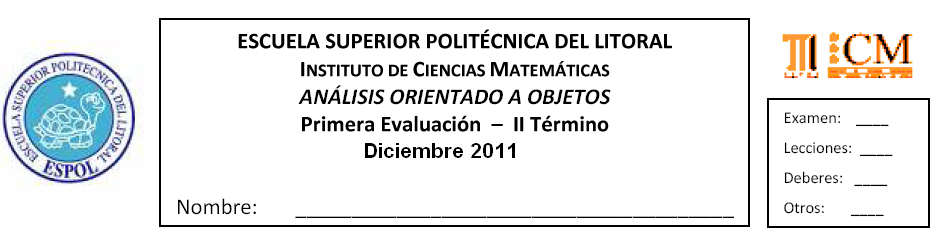 ESCUELA SUPERIOR POLITECNICA DEL LITORAL
ESPOL
ESCUELA SUPERIOR POLITÉCNICA DEL LITORAL
INSTITUTO DE CIENCIAS MATEMÁTICAS
ANÁLISIS ORIENTADO A OBJETOS
Primera Evaluación – II Término
Diciembre 2011
Nombre: ________________________________________
ICM
Examen: ____
Lecciones: ____
Deberes: ____
Otros: ____